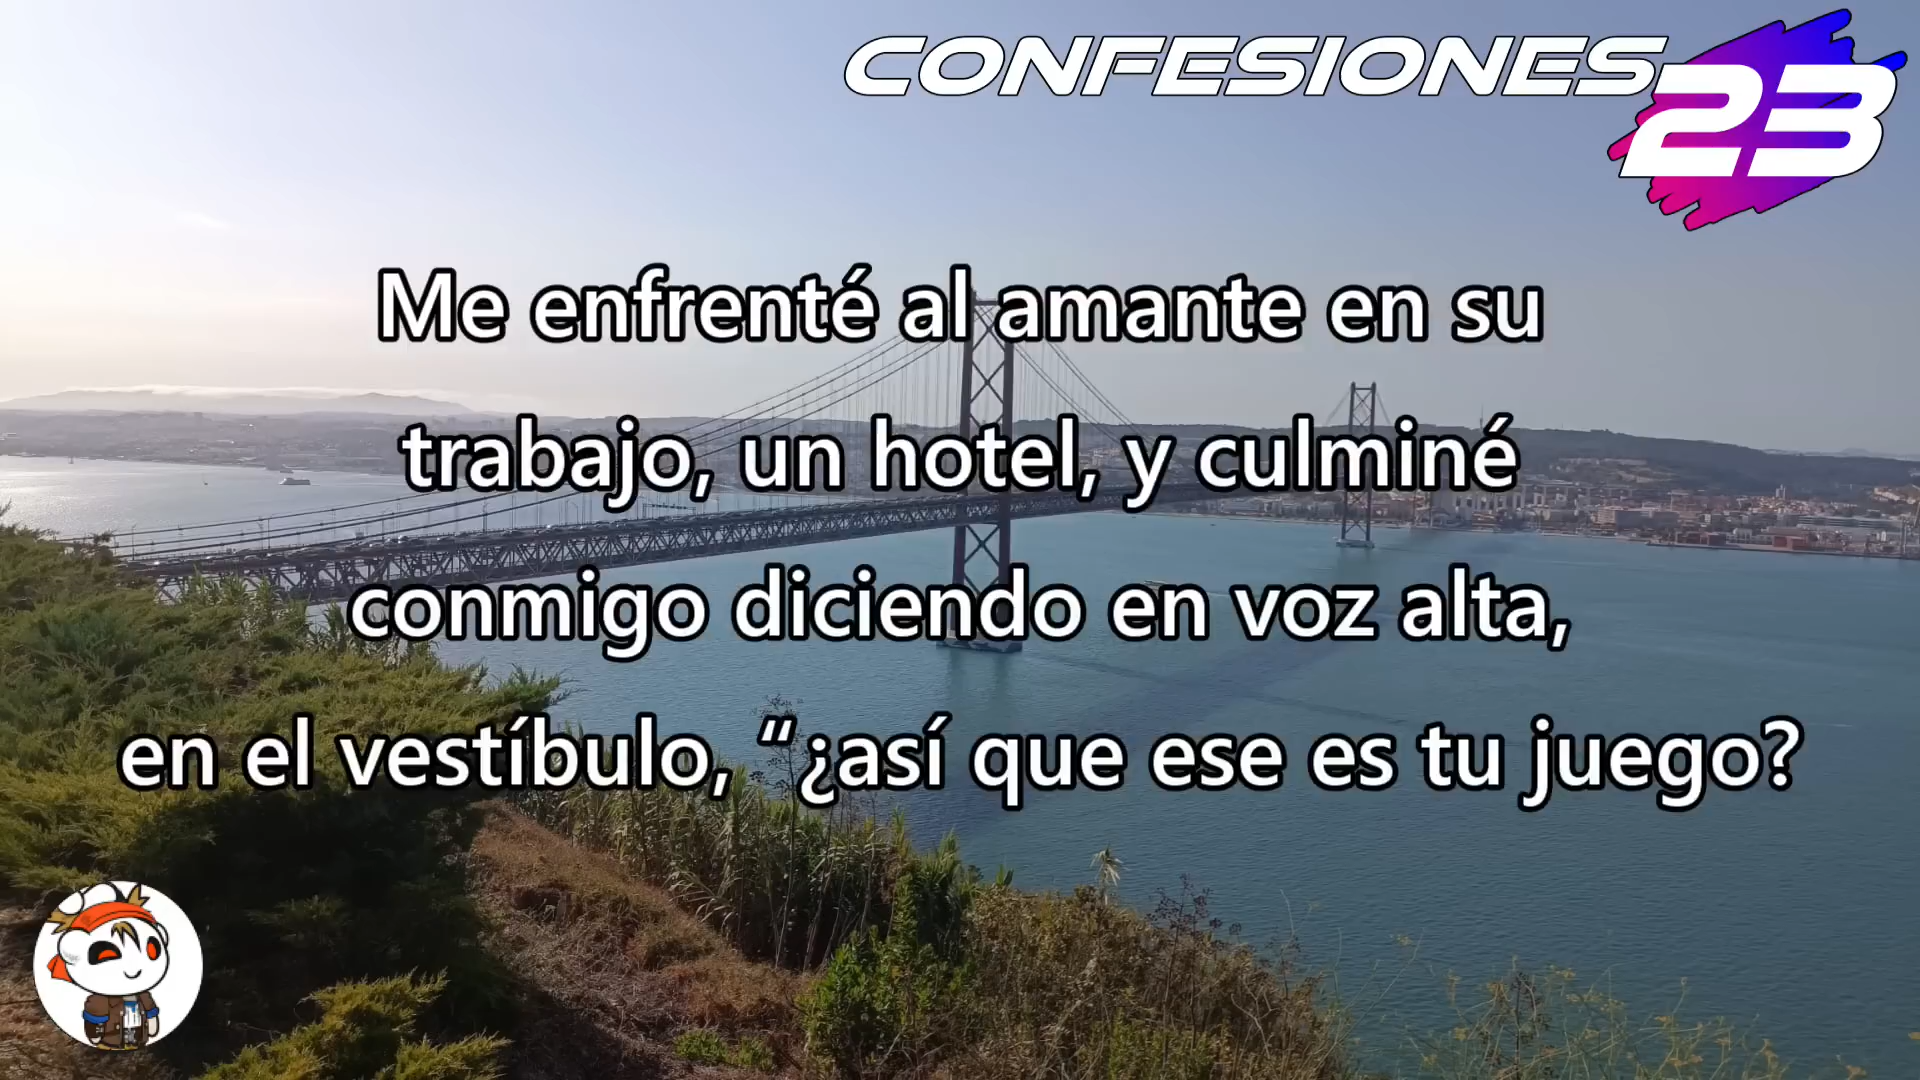 CONFESIONES
23
Me enfrenté al amante en su
trabajo, un hotel, y culminé
conmigo diciendo en voz alta,
en el vestíbulo, “¿así que ese es tu juego?